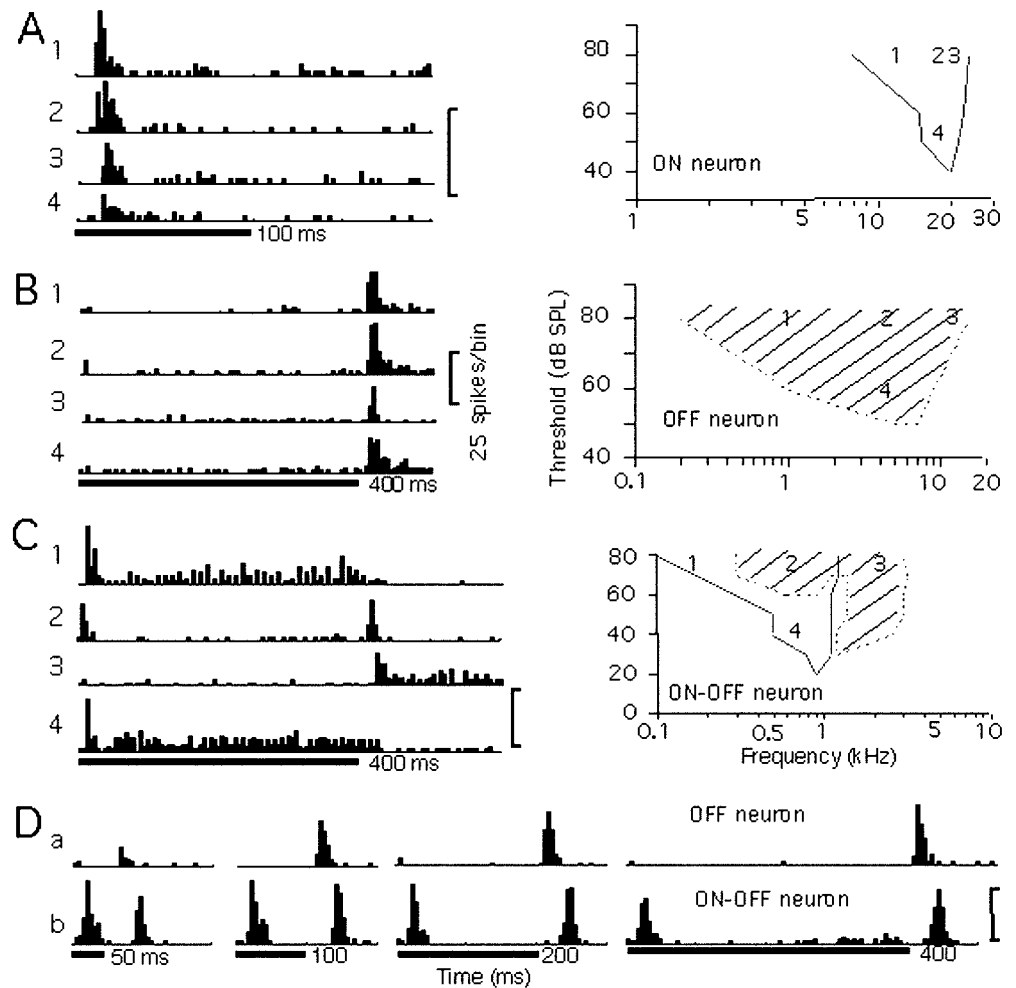 A
1
2
3
4
100 ms
80
60
40
1
23
4
ON neuron
1
5
10
20
30
B
1
2
3
4
400 ms
25 spikes/bin
Threshold (dB SPL)
80
60
40
1
2
3
4
OFF neuron
0.1
1
10
20
C
1
2
3
4
400 ms
80
60
40
20
0
1
2
3
4
ON-OFF neuron
0.1
0.5
1
5
10
Frequency (kHz)
D
a
OFF neuron
b
ON-OFF neuron
50 ms
100
200
400
Time (ms)